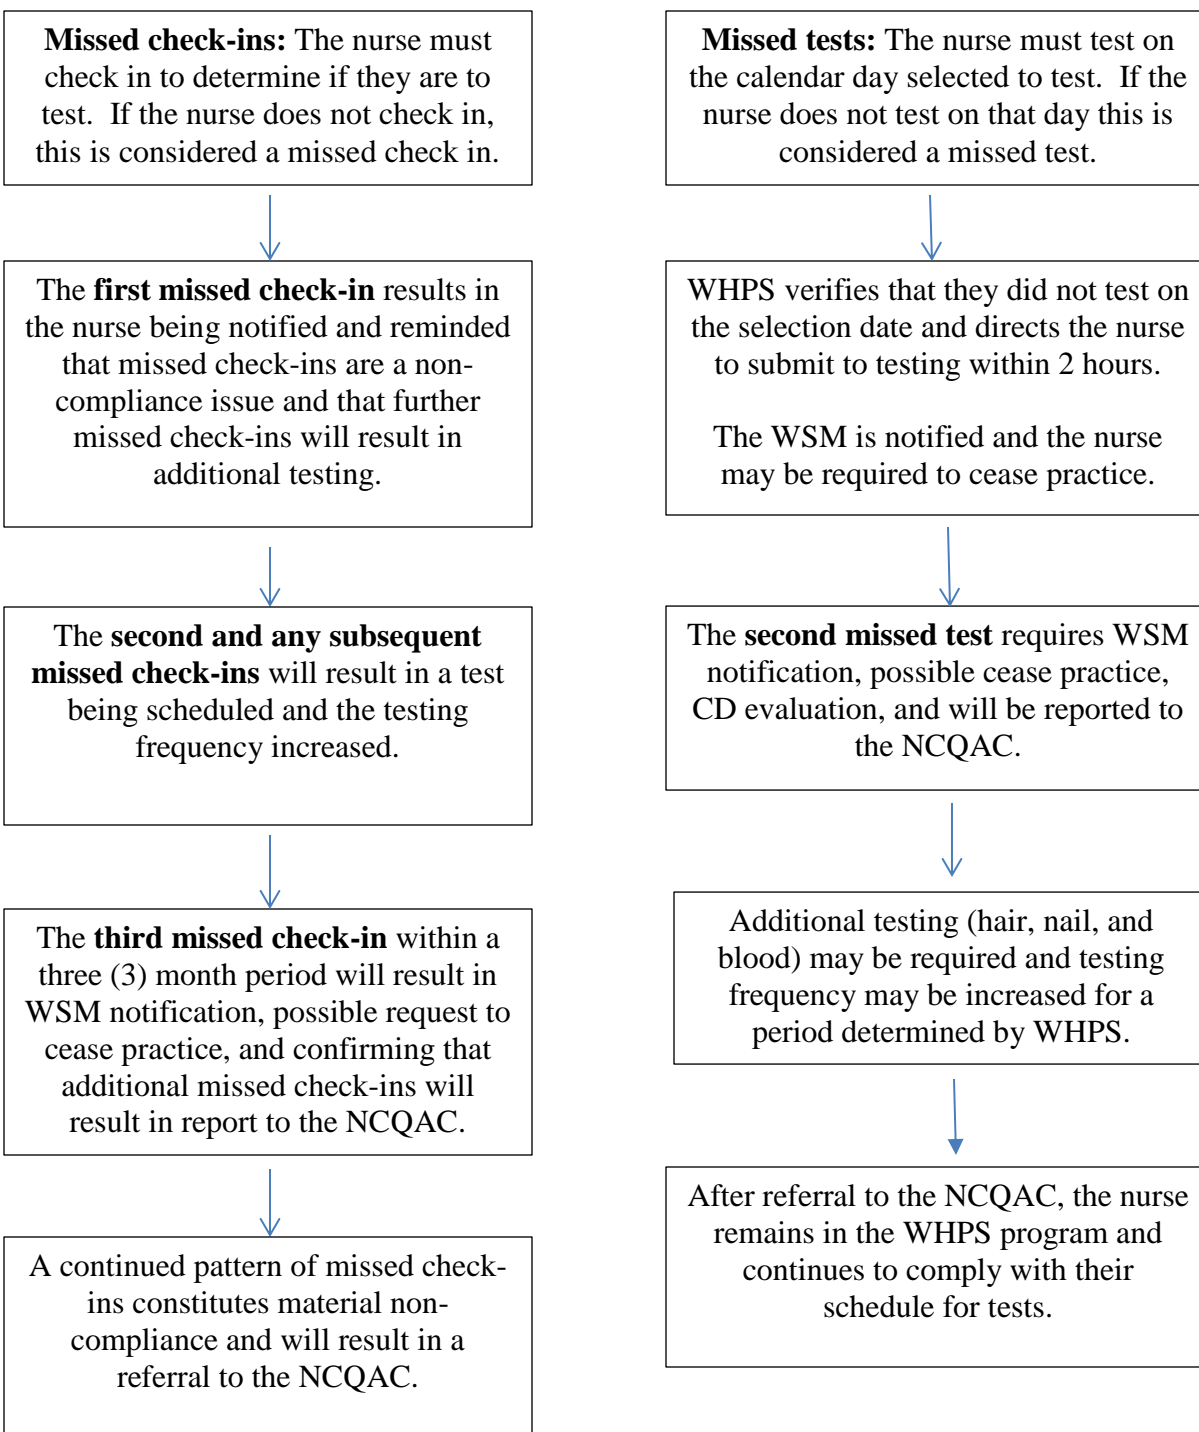 Missed check-ins: The nurse must
check in to determine if they are to
test.  If the nurse does not check in,
this is considered a missed check in.
The first missed check-in results in
the nurse being notified and reminded
that missed check-ins are a non-
compliance issue and that further
missed check-ins will result in
additional testing.
The second and any subsequent
missed check-ins will result in a test
being scheduled and the testing
frequency increased.
The third missed check-in within a
three (3) month period will result in
WSM notification, possible request to
cease practice, and confirming that
additional missed check-ins will
result in report to the NCQAC.
A continued pattern of missed check-
ins constitutes material non-
compliance and will result in a
referral to the NCQAC.
Missed tests: The nurse must test on
the calendar day selected to test.  If the
nurse does not test on that day this is
considered a missed test.
WHPS verifies that they did not test on
the selection date and directs the nurse
to submit to testing within 2 hours.
The WSM is notified and the nurse
may be required to cease practice.
The second missed test requires WSM
notification, possible cease practice,
CD evaluation, and will be reported to
the NCQAC.
Additional testing (hair, nail, and
blood) may be required and testing
frequency may be increased for a
period determined by WHPS.
After referral to the NCQAC, the nurse
remains in the WHPS program and
continues to comply with their
schedule for tests.